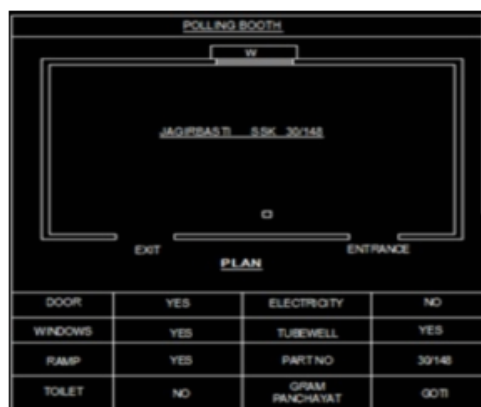 POLLING BOOTH
W
JAGIRBASTI SSK 30/148
EXIT
ENTRANCE
PLAN
DOOR YES ELECTRICITY NO
WINDOWS YES TUBEWELL YES
RAMP YES PART NO 30/148
TOILET NO GRAM PANCHAYAT GOTI